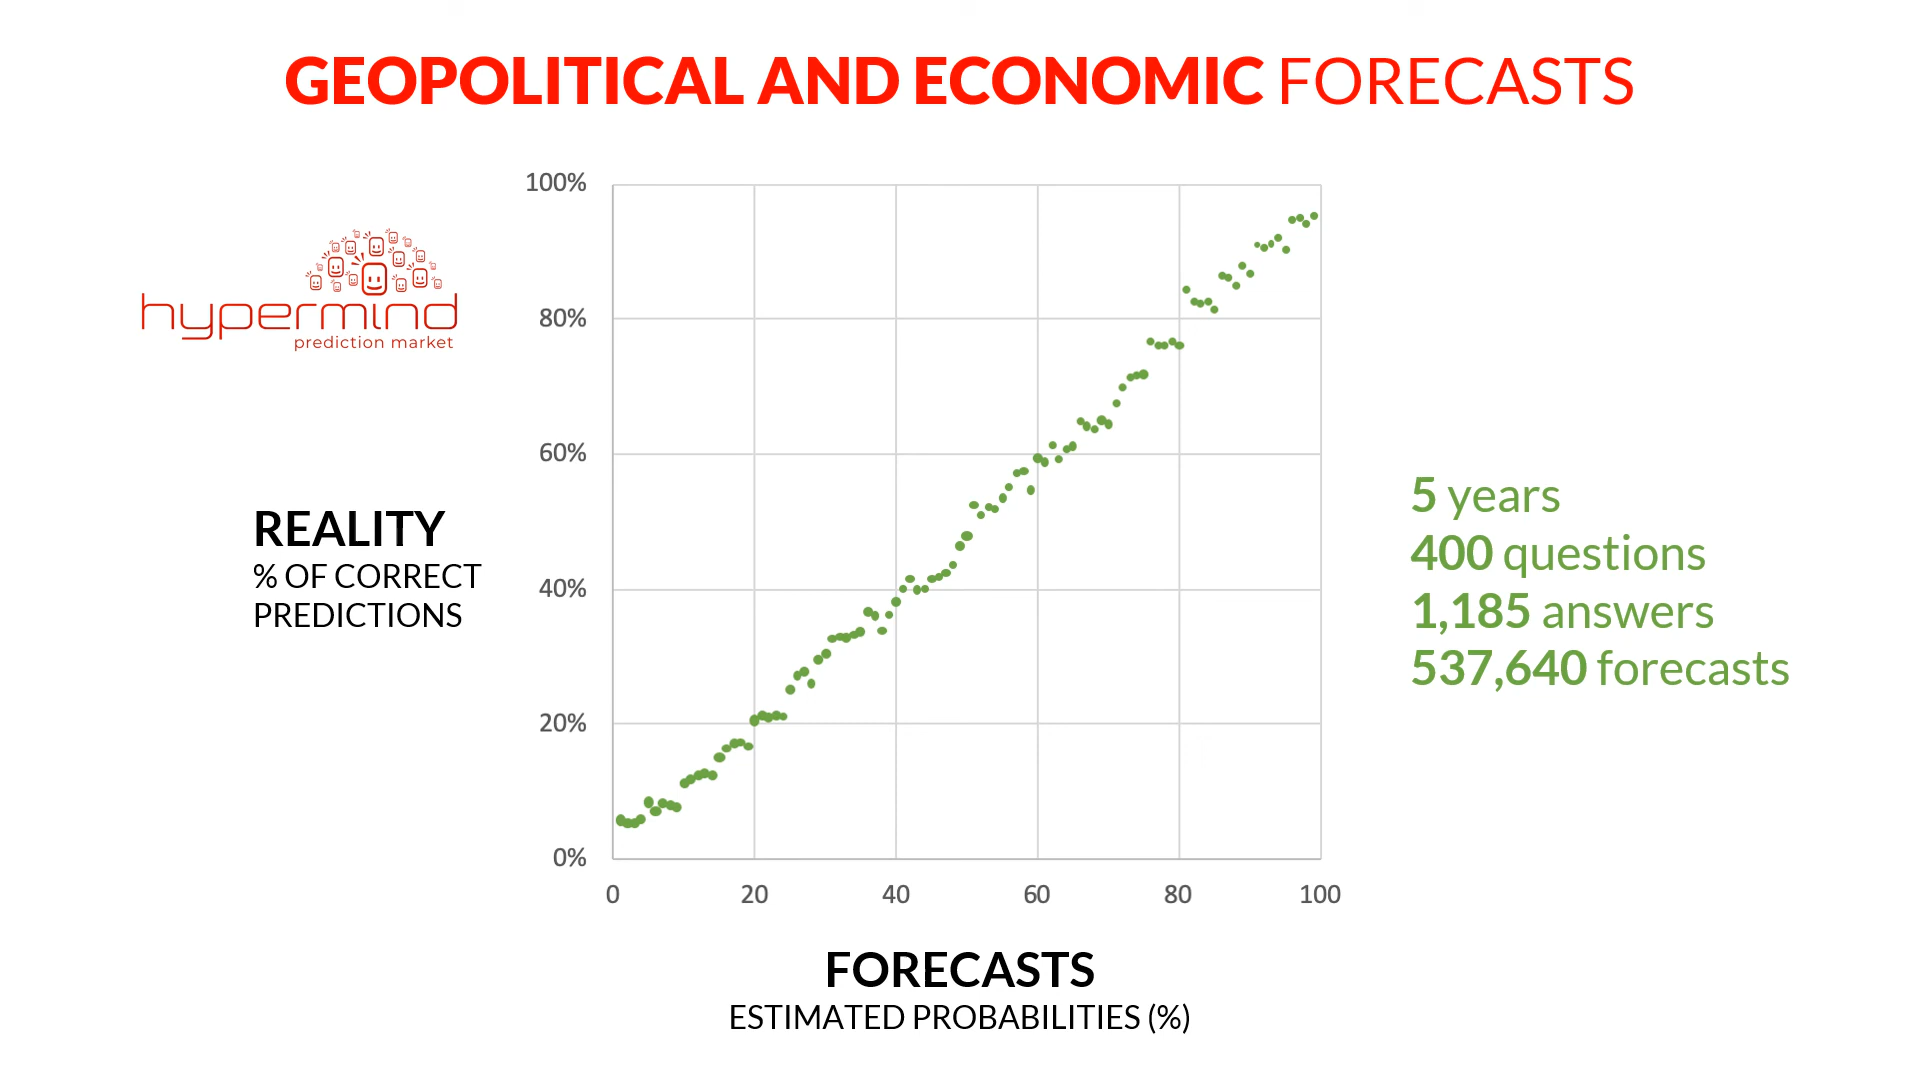 GEOPOLITICAL AND ECONOMIC FORECASTS
hypermind
prediction market
REALITY
% OF CORRECT
PREDICTIONS
100%
80%
60%
40%
20%
0%
0 20 40 60 80 100
FORECASTS
ESTIMATED PROBABILITIES (%)
5 years
400 questions
1,185 answers
537,640 forecasts